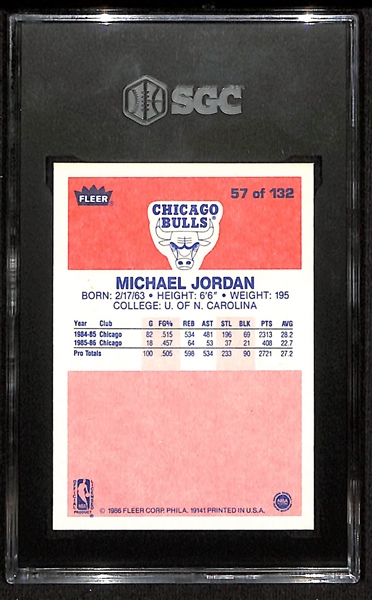 SGC
FLEER
57 of 132
CHICAGO
BULLS
MICHAEL JORDAN
BORN: 2/17/63 • HEIGHT: 6'6" • WEIGHT: 195
COLLEGE: U. OF N. CAROLINA
Year Club G FG% REB AST STL BLK PTS AVG
1984-85 Chicago 82 .515 534 481 196 69 2313 28.2
1985-86 Chicago 18 .457 64 53 37 21 408 22.7
Pro Totals 100 .505 598 534 233 90 2721 27.2
NBA
© 1986 FLEER CORP. PHILA. 19141 PRINTED IN U.S.A.